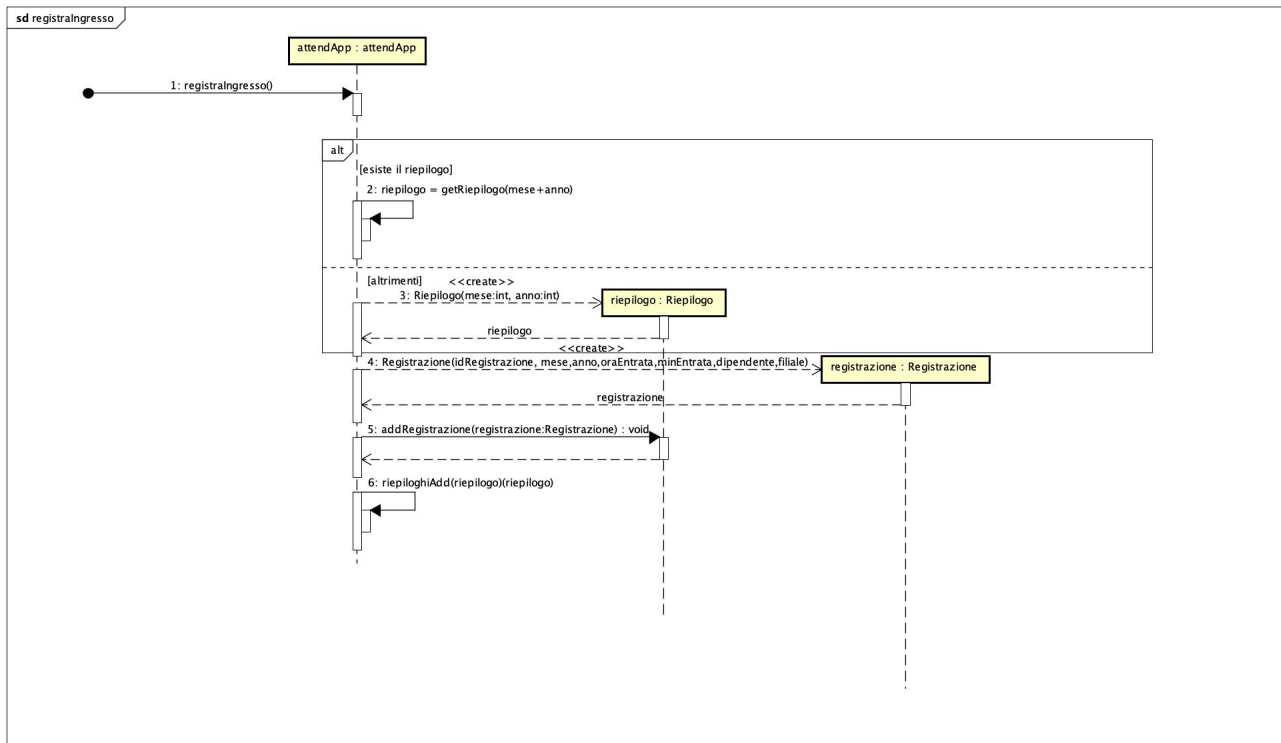 sd registraIngresso
attendApp : attendApp
1: registraIngresso()
alt
[esiste il riepilogo]
2: riepilogo = getRiepilogo(mese+anno)
[altrimenti]
<<create>>
3: Riepilogo(mese:int, anno:int)
riepilogo : Riepilogo
riepilogo
<<create>>
4: Registrazione(idRegistrazione, mese,anno,oraEntrata,minEntrata,dipendente,filiale)
registrazione : Registrazione
registrazione
5: addRegistrazione(registrazione:Registrazione) : void
6: riepiloghiAdd(riepilogo)(riepilogo)